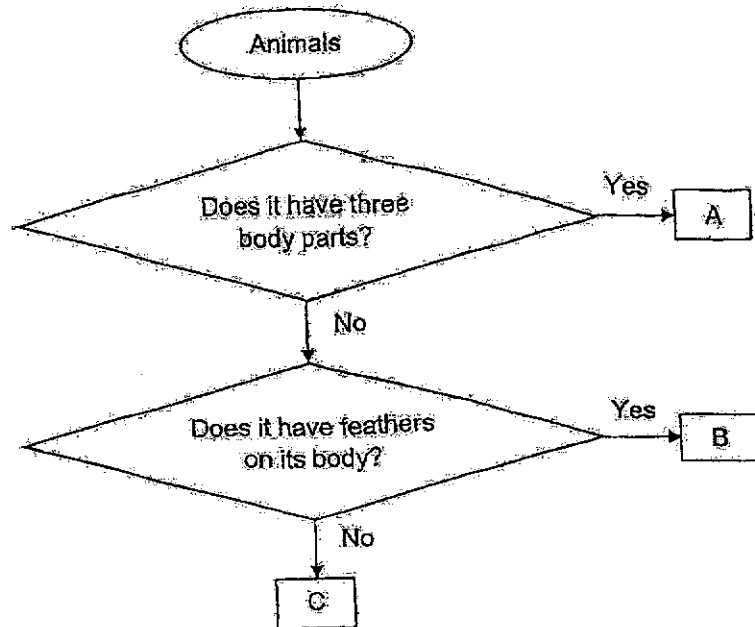 Animals
Does it have three
body parts?
Yes
A
No
Does it have feathers
on its body?
Yes
B
No
C